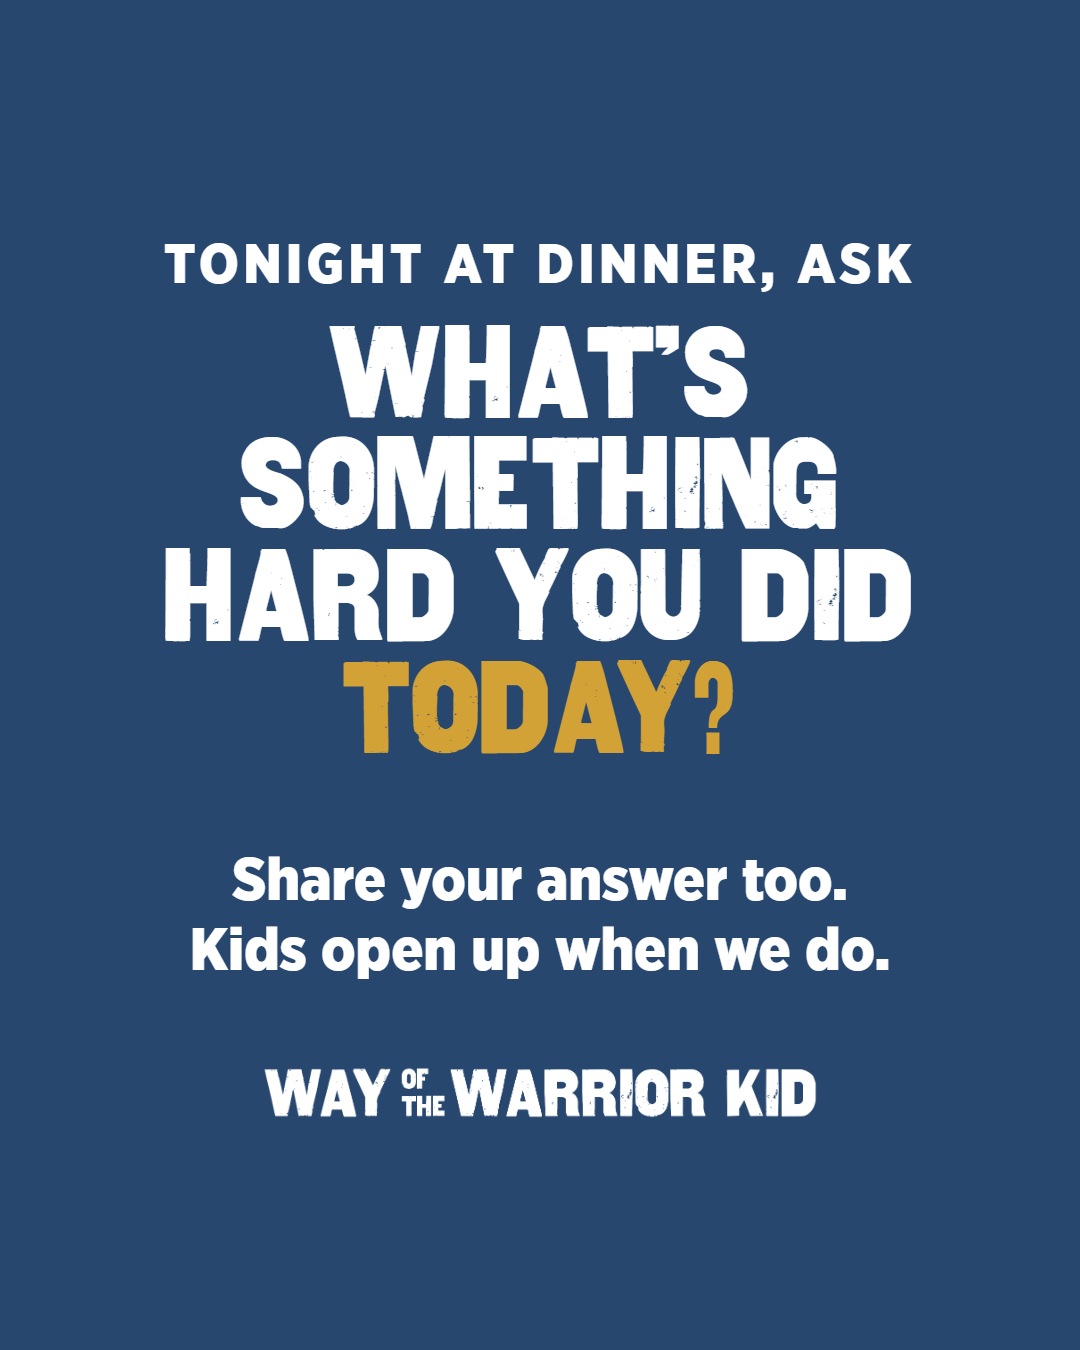 TONIGHT AT DINNER, ASK
WHAT'S
SOMETHING
HARD YOU DID
TODAY?
Share your answer too.
Kids open up when we do.
WAY OF THE WARRIOR KID